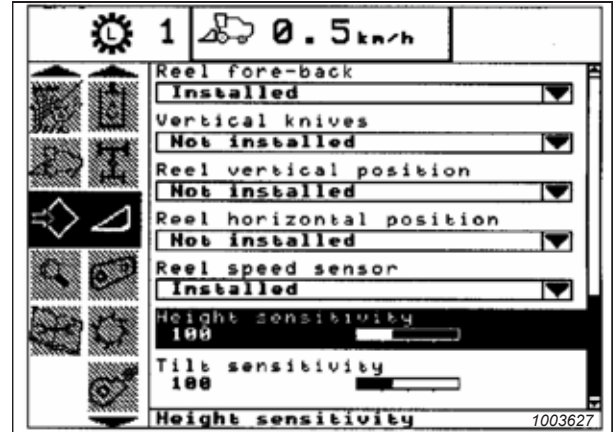 L 1 0.5km/h
Reel fore-back
Installed
Vertical knives
Not installed
Reel vertical position
Not installed
Reel horizontal position
Not installed
Reel speed sensor
Installed
Height sensitivity
100
Tilt sensitivity
100
Height sensitivity
1003627